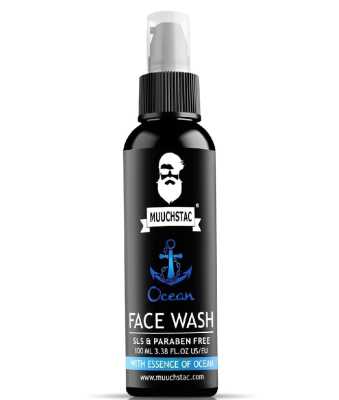 MUUCHSTAC ®
Ocean
FACE WASH
SLS & PARABEN FREE
100 ML 3.38 FL.OZ US/EU
WITH ESSENCE OF OCEAN
www.muuchstac.com